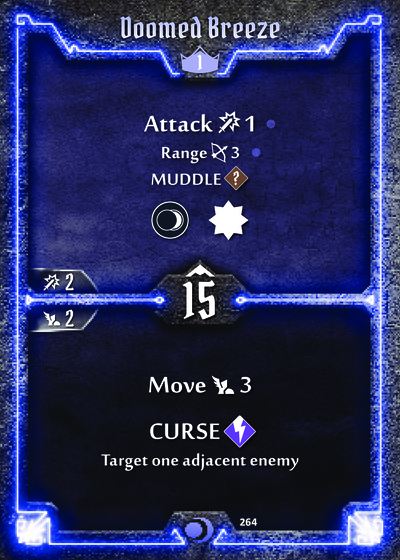 Doomed Breeze
1
Attack 1
Range 3
MUDDLE ?
2
15
2
Move 3
CURSE
Target one adjacent enemy
264